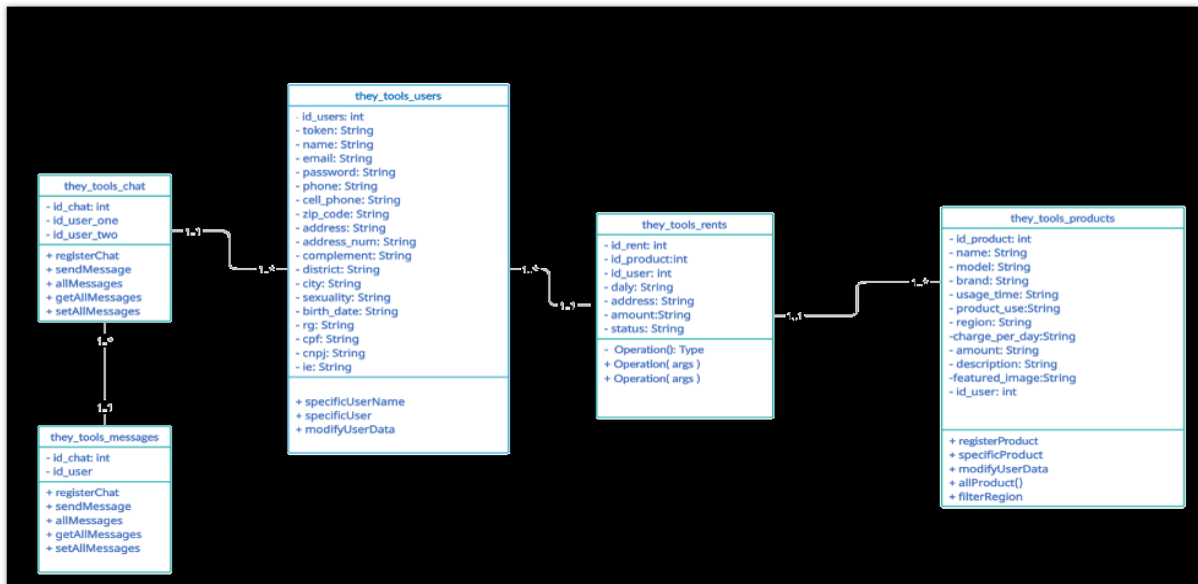 they_tools_users
- id_users: int
- token: String
- name: String
- email: String
- password: String
- phone: String
- cell_phone: String
- zip_code: String
- address: String
- address_num: String
- complement: String
- district: String
- city: String
- sexuality: String
- birth_date: String
- rg: String
- cpf: String
- cnpj: String
- ie: String
+ specificUserName
+ specificUser
+ modifyUserData
they_tools_chat
- id_chat: int
- id_user_one
- id_user_two
+ registerChat
+ sendMessage
+ allMessages
+ getAllMessages
+ setAllMessages
1..1
1..*
1..*
1..1
they_tools_messages
- id_chat: int
- id_user
+ registerChat
+ sendMessage
+ allMessages
+ getAllMessages
+ setAllMessages
1..*
1..1
they_tools_rents
- id_rent: int
- id_product:int
- id_user: int
- daly: String
- address: String
- amount:String
- status: String
- Operation(): Type
+ Operation( args )
+ Operation( args )
1..1
1..*
they_tools_products
- id_product: int
- name: String
- model: String
- brand: String
- usage_time: String
- product_use:String
- region: String
-charge_per_day:String
- amount: String
- description: String
-featured_image:String
- id_user: int
+ registerProduct
+ specificProduct
+ modifyUserData
+ allProduct()
+ filterRegion